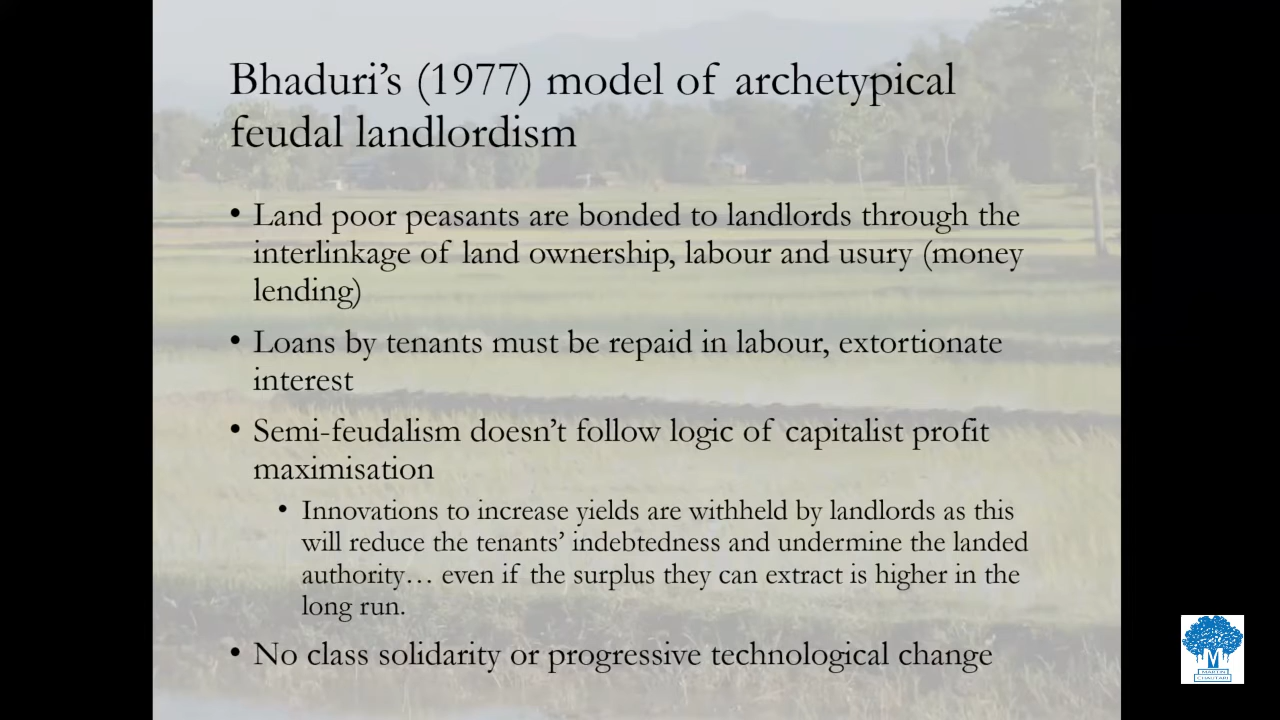 Bhaduri's (1977) model of archetypical
feudal landlordism
• Land poor peasants are bonded to landlords through the
interlinkage of land ownership, labour and usury (money
lending)
• Loans by tenants must be repaid in labour, extortionate
interest
• Semi-feudalism doesn't follow logic of capitalist profit
maximisation
• Innovations to increase yields are withheld by landlords as this
will reduce the tenants' indebtedness and undermine the landed
authority… even if the surplus they can extract is higher in the
long run.
• No class solidarity or progressive technological change
M
MARTIN
CHAUTARI